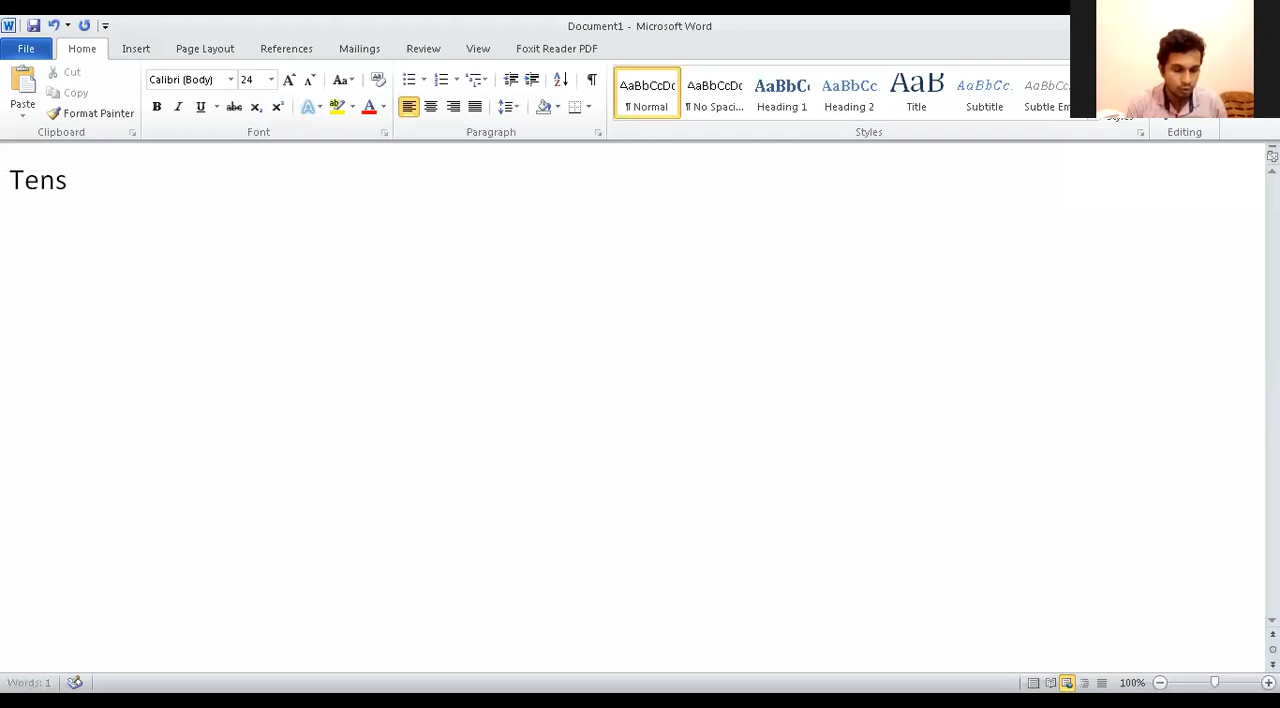 Document1 - Microsoft Word
File Home Insert Page Layout References Mailings Review View Foxit Reader PDF
Paste
Cut
Copy
Format Painter
Clipboard
Calibri (Body) 24
Font
Paragraph
AaBbCcDc AaBbCcDc AaBbCc AaBbCc AaB AaBbCc. AaBbCc
¶ Normal ¶ No Spaci... Heading 1 Heading 2 Title Subtitle Subtle Em
Styles
Editing
Tens
Words: 1
100%